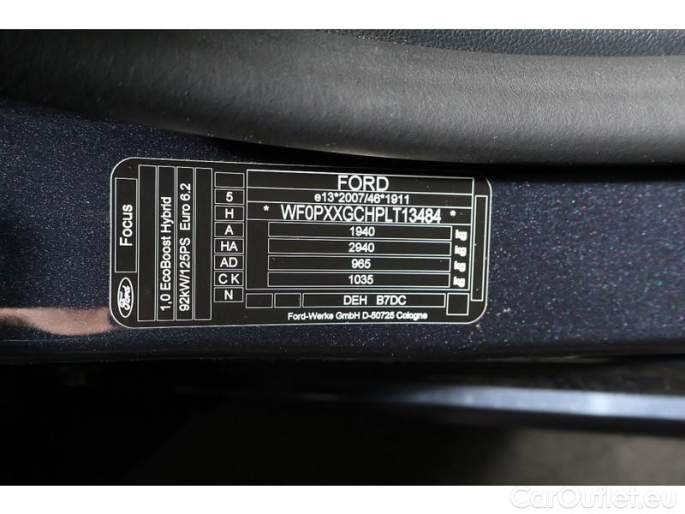 Ford
Focus
1,0 EcoBoost Hybrid
92kW/125PS Euro 6.2
5
H
A
HA
AD
C K
N
FORD
e13*2007/46*1911
* WF0PXXGCHPLT13484 *
1940 kg
2940 kg
965 kg
1035 kg
DEH B7DC
Ford-Werke GmbH D-50725 Cologne
CarOutlet.eu